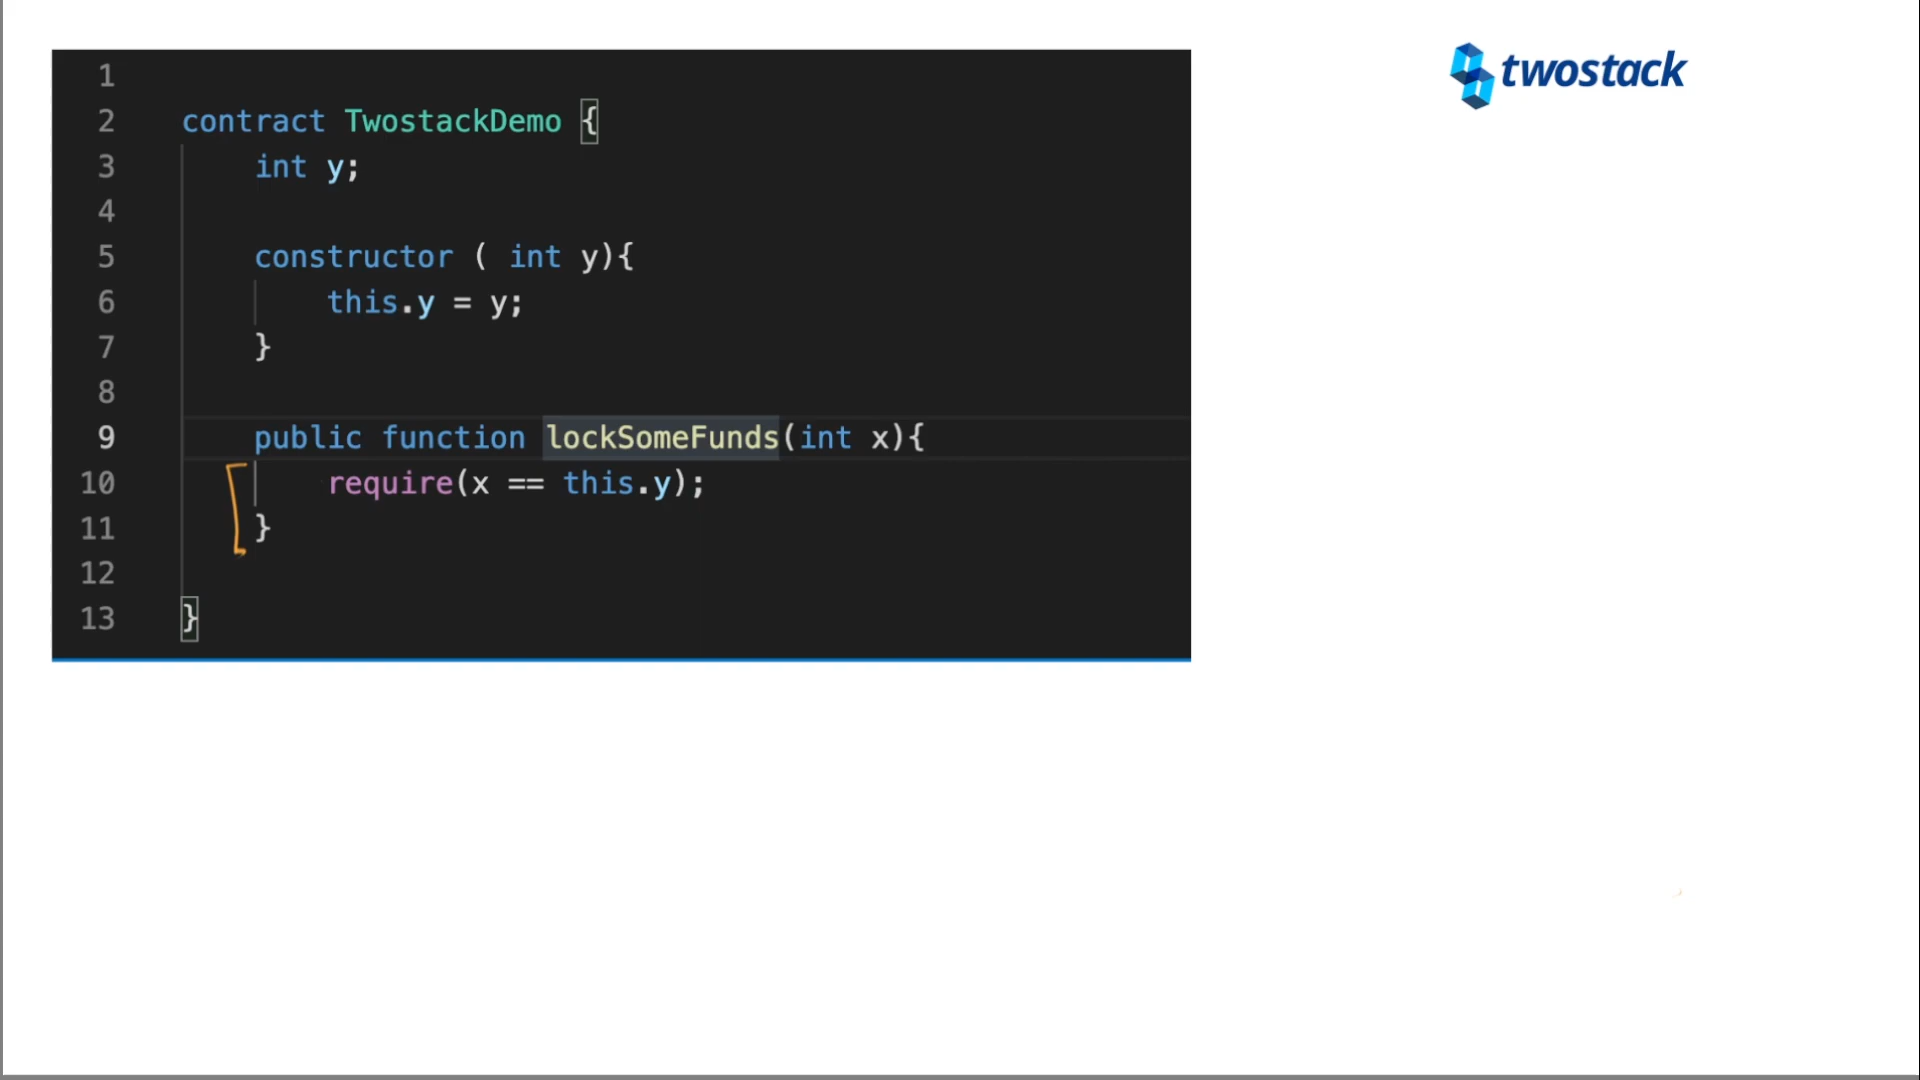 twostack
1
2 contract TwostackDemo {
3 int y;
4
5 constructor ( int y){
6 this.y = y;
7 }
8
9 public function lockSomeFunds(int x){
10 require(x == this.y);
11 }
12
13 }